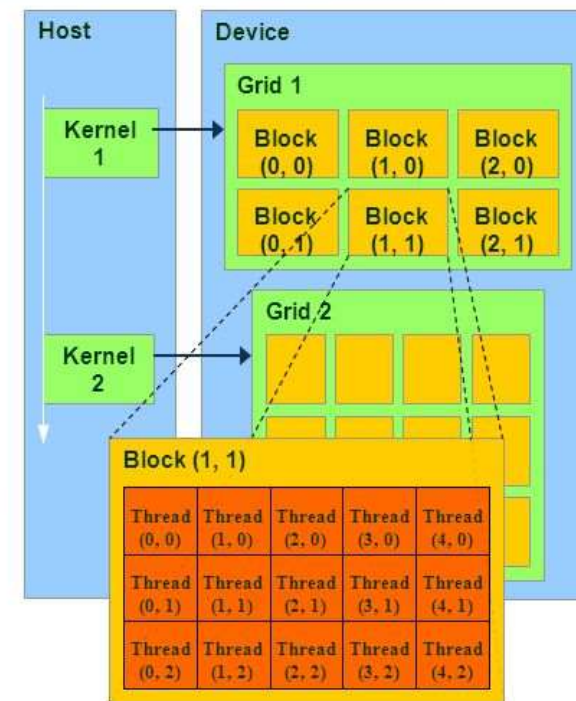 Host
Device
Grid 1
Kernel
1
Block
(0, 0)
Block
(1, 0)
Block
(2, 0)
Block
(0, 1)
Block
(1, 1)
Block
(2, 1)
Grid 2
Kernel
2
Block (1, 1)
Thread
(0, 0)
Thread
(1, 0)
Thread
(2, 0)
Thread
(3, 0)
Thread
(4, 0)
Thread
(0, 1)
Thread
(1, 1)
Thread
(2, 1)
Thread
(3, 1)
Thread
(4, 1)
Thread
(0, 2)
Thread
(1, 2)
Thread
(2, 2)
Thread
(3, 2)
Thread
(4, 2)